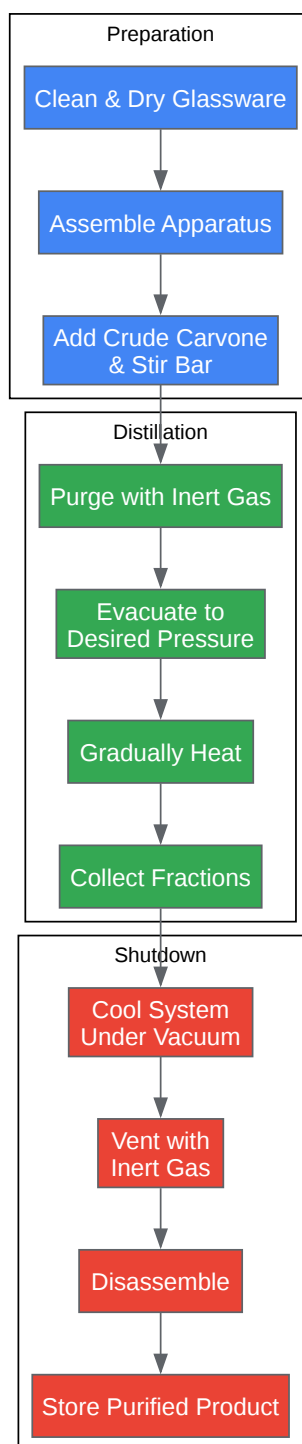 Preparation
Clean & Dry Glassware
Assemble Apparatus
Add Crude Carvone
& Stir Bar
Distillation
Purge with Inert Gas
Evacuate to
Desired Pressure
Gradually Heat
Collect Fractions
Shutdown
Cool System
Under Vacuum
Vent with
Inert Gas
Disassemble
Store Purified Product